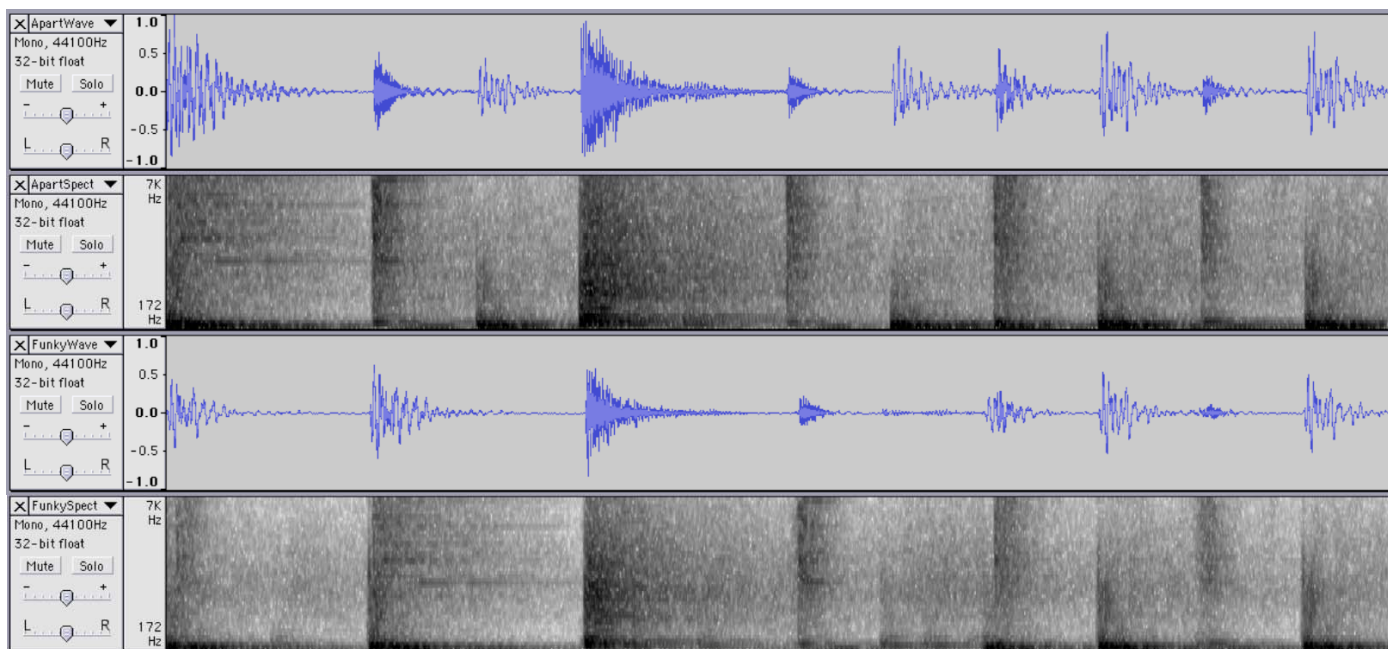 ApartWave
Mono, 44100Hz
32-bit float
Mute Solo
- +
L R
1.0
0.5
0.0
-0.5
-1.0
ApartSpect
Mono, 44100Hz
32-bit float
Mute Solo
- +
L R
7K
Hz
172
Hz
FunkyWave
Mono, 44100Hz
32-bit float
Mute Solo
- +
L R
1.0
0.5
0.0
-0.5
-1.0
FunkySpect
Mono, 44100Hz
32-bit float
Mute Solo
- +
L R
7K
Hz
172
Hz